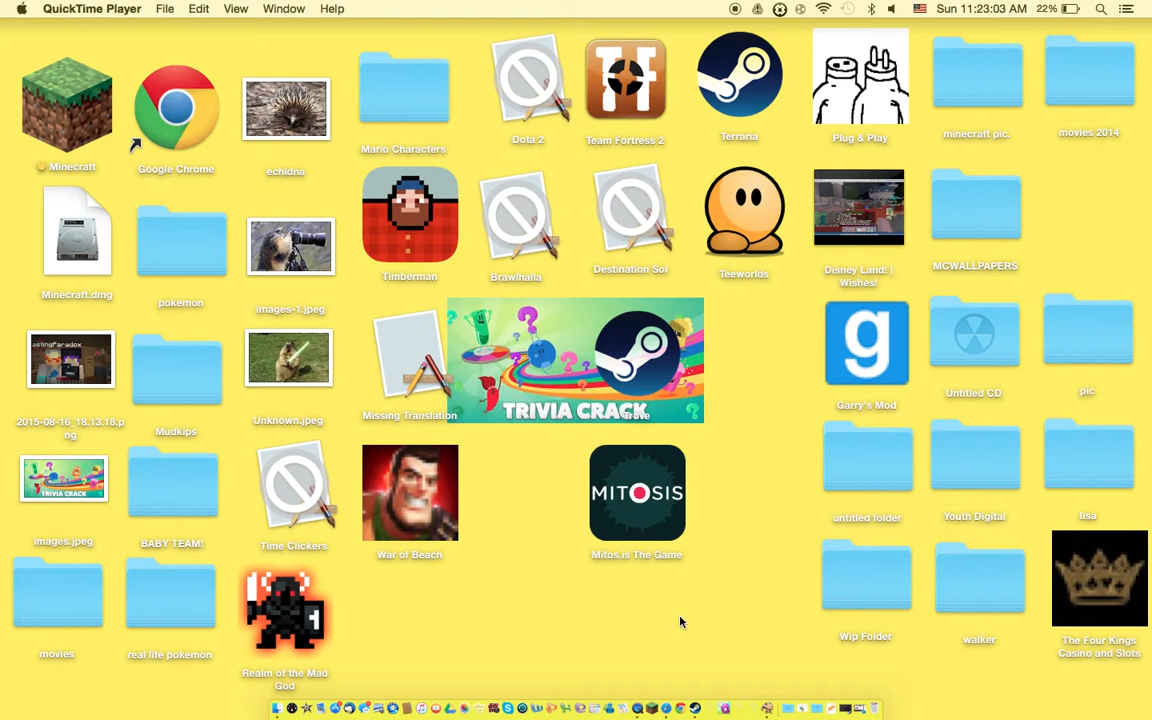 QuickTime Player File Edit View Window Help
Sun 11:23:03 AM 22%
Minecraft
Google Chrome
echidna
Mario Characters
Dota 2
Team Fortress 2
Terraria
Plug & Play
minecraft pic.
movies 2014
Minecraft.dmg
pokemon
images-1.jpeg
Timberman
Brawlhalla
Destination Sol
Teeworlds
Disney Land! |
Wishes!
MCWALLPAPERS
astingParadox
2015-08-16_18.13.18.p
ng
Mudkips
Unknown.jpeg
Missing Translation
TRIVIA CRACK
Trove
g
Garry's Mod
Untitled CD
pic
TRIVIA CRACK
images.jpeg
BABY TEAM!
Time Clickers
War of Beach
MITOSIS
Mitos.is The Game
untitled folder
Youth Digital
lisa
movies
real life pokemon
1
Realm of the Mad
God
Wip Folder
walker
The Four Kings
Casino and Slots